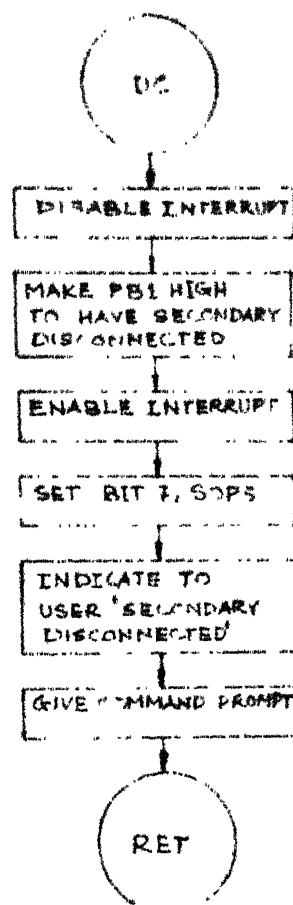 DC
DISABLE INTERRUPT
MAKE PB1 HIGH
TO HAVE SECONDARY
DISCONNECTED
ENABLE INTERRUPT
SET BIT 7,
INDICATE TO
USER 'SECONDARY
DISCONNECTED'
GIVE COMMAND PROMPT
RET